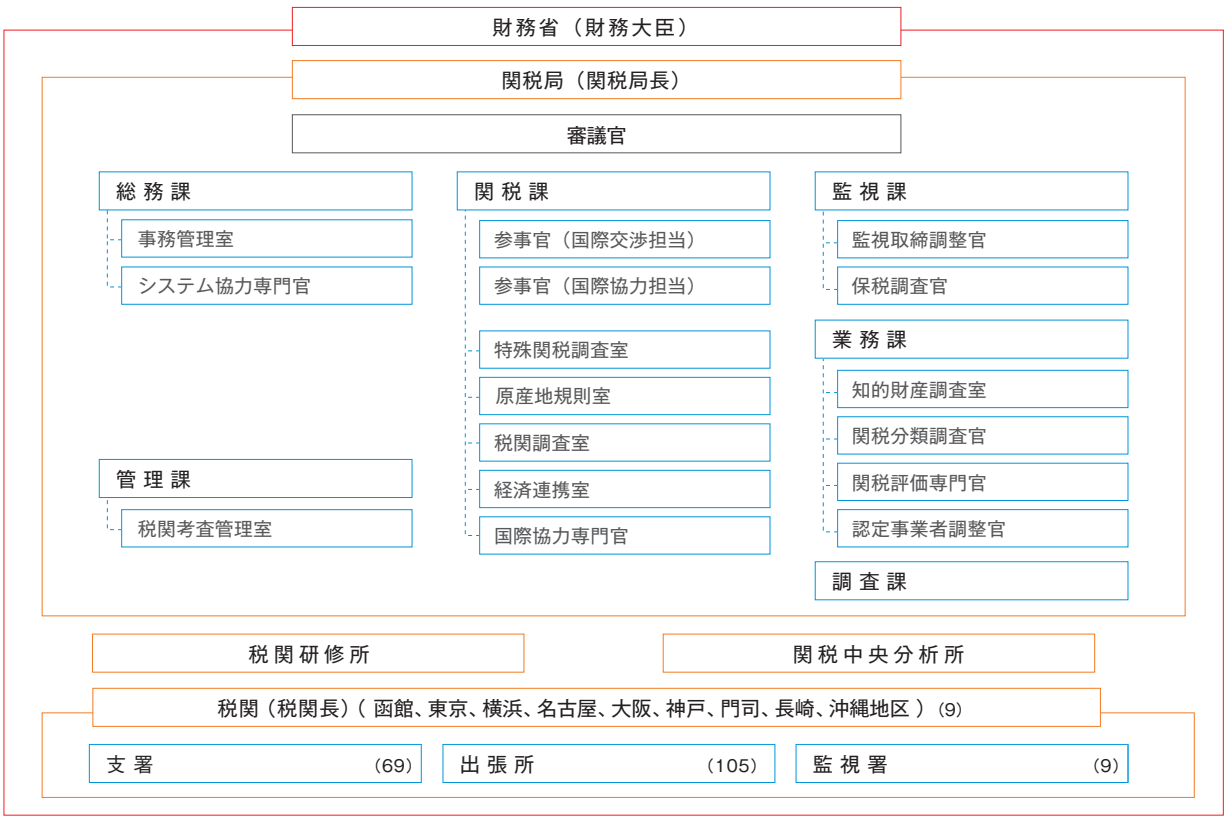 財務省（財務大臣）
関税局（関税局長）
審議官
総務課
事務管理室
システム協力専門官
管理課
税関考査管理室
関税課
参事官（国際交渉担当）
参事官（国際協力担当）
特殊関税調査室
原産地規則室
税関調査室
経済連携室
国際協力専門官
監視課
監視取締調整官
保税調査官
業務課
知的財産調査室
関税分類調査官
関税評価専門官
認定事業者調整官
調査課
税関研修所
関税中央分析所
税関（税関長）（ 函館、東京、横浜、名古屋、大阪、神戸、門司、長崎、沖縄地区 ）(9)
支署 (69)
出張所 (105)
監視署 (9)